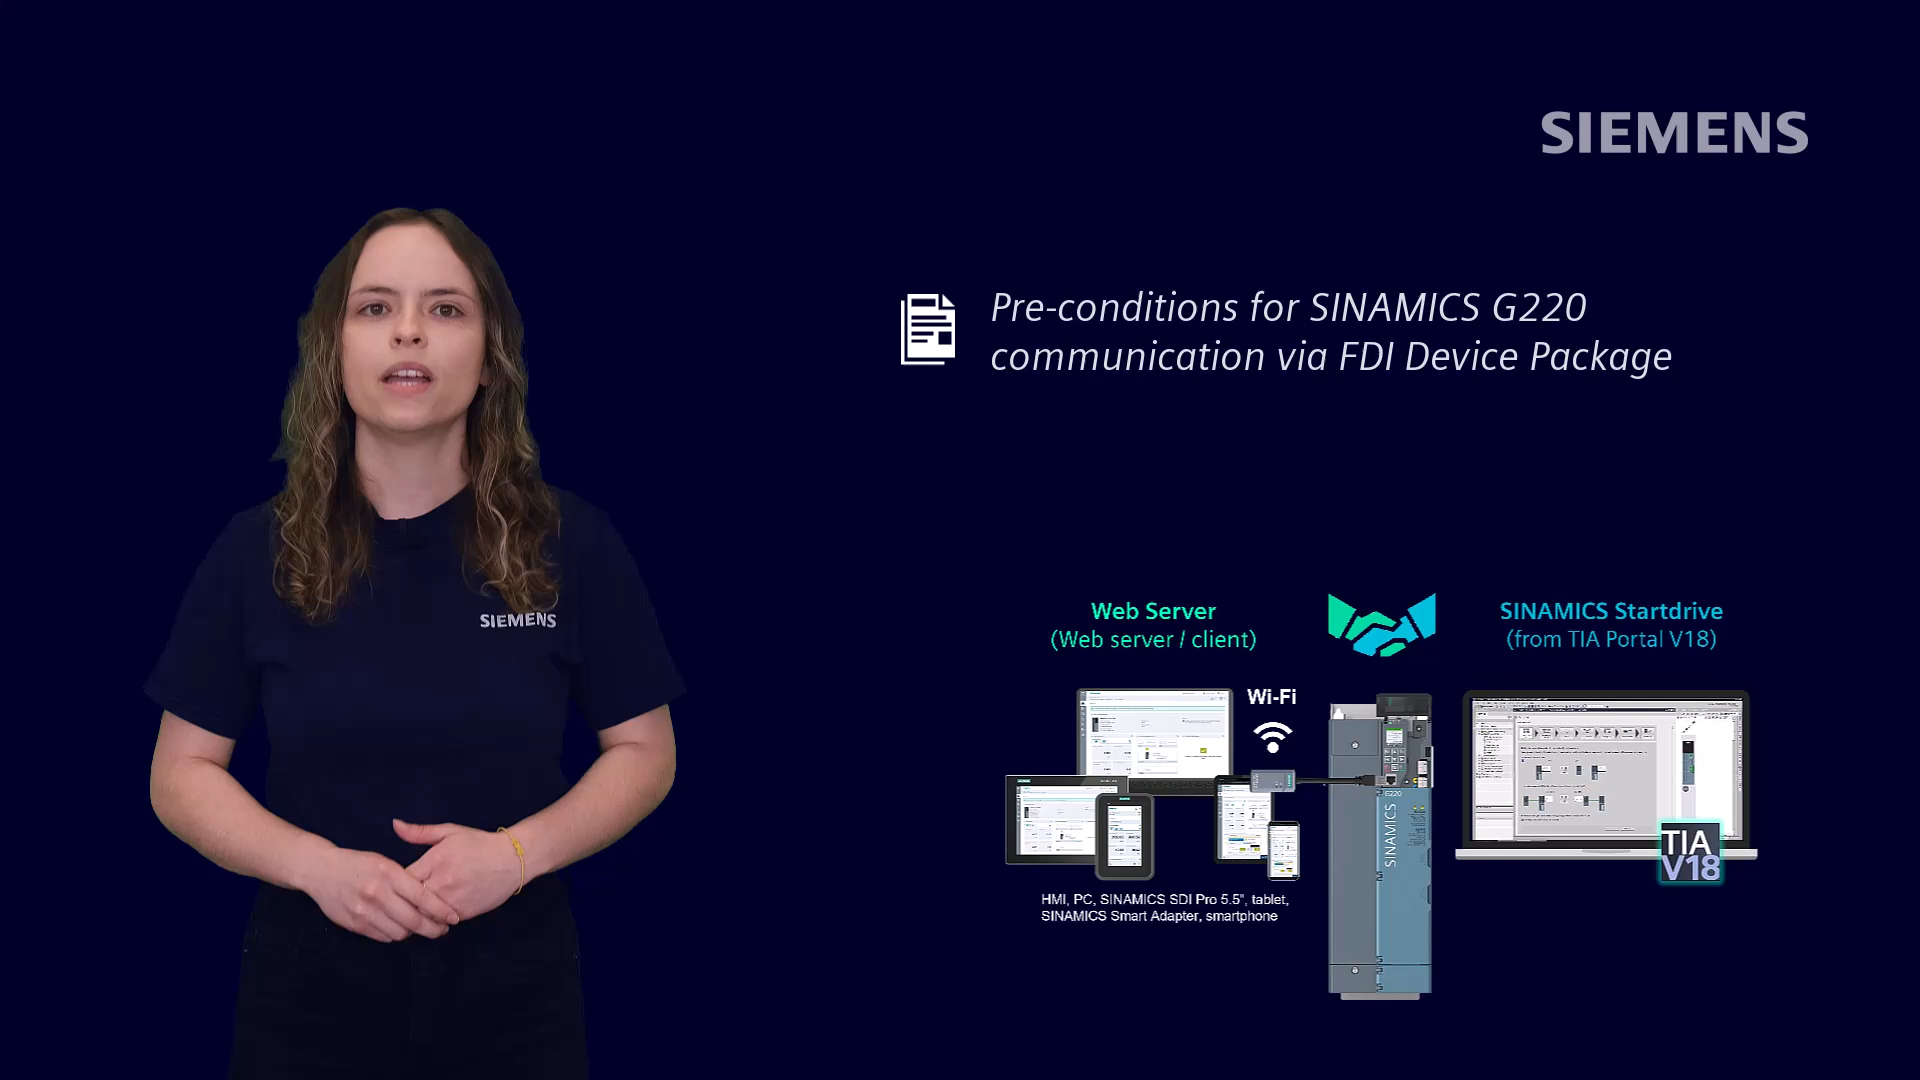 SIEMENS
Pre-conditions for SINAMICS G220
communication via FDI Device Package
SIEMENS
Web Server
(Web server / client)
SINAMICS Startdrive
(from TIA Portal V18)
Wi-Fi
G220
SINAMICS
TIA
V18
HMI, PC, SINAMICS SDI Pro 5.5", tablet,
SINAMICS Smart Adapter, smartphone